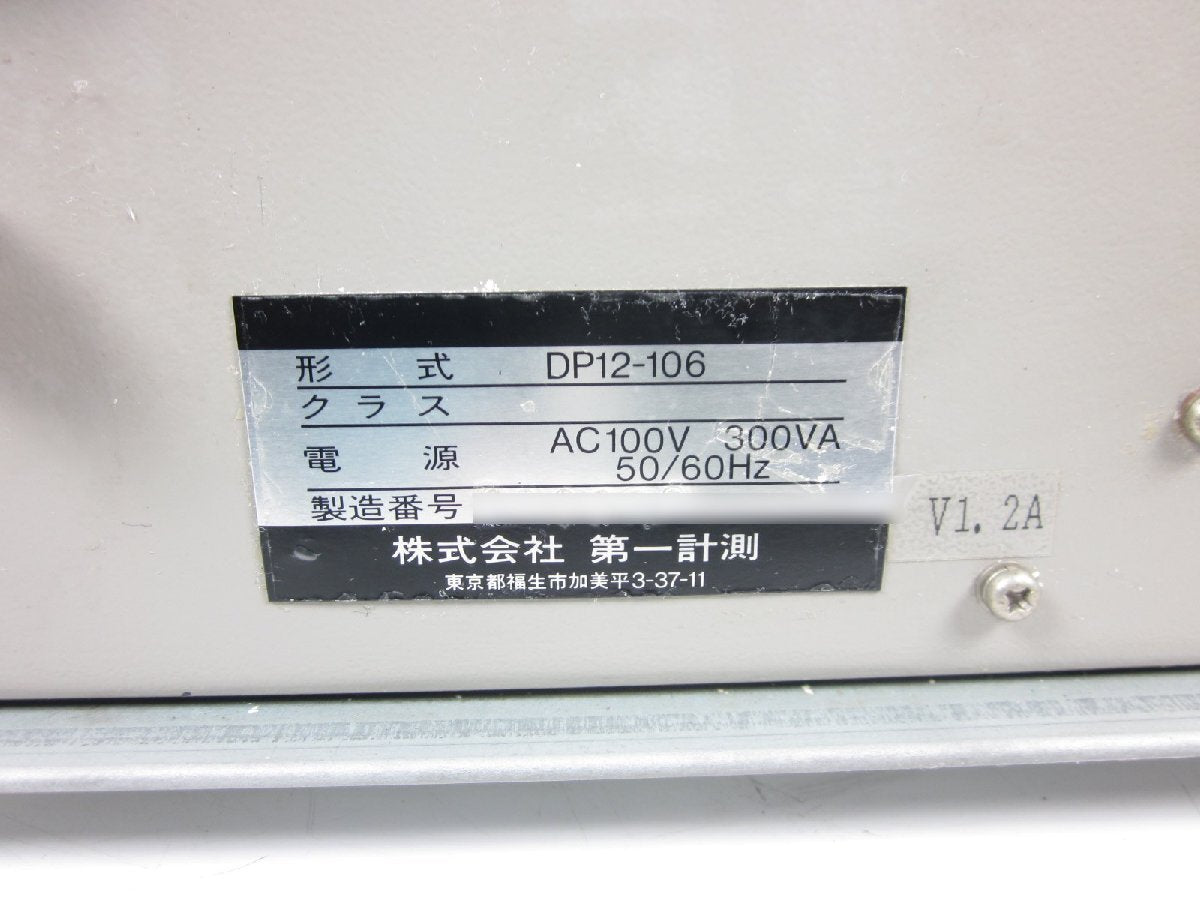 形 式 DP12-106
クラス
電 源 AC100V 300VA
50/60Hz
製造番号
V1.2A
株式会社 第一計測
東京都福生市加美平3-37-11